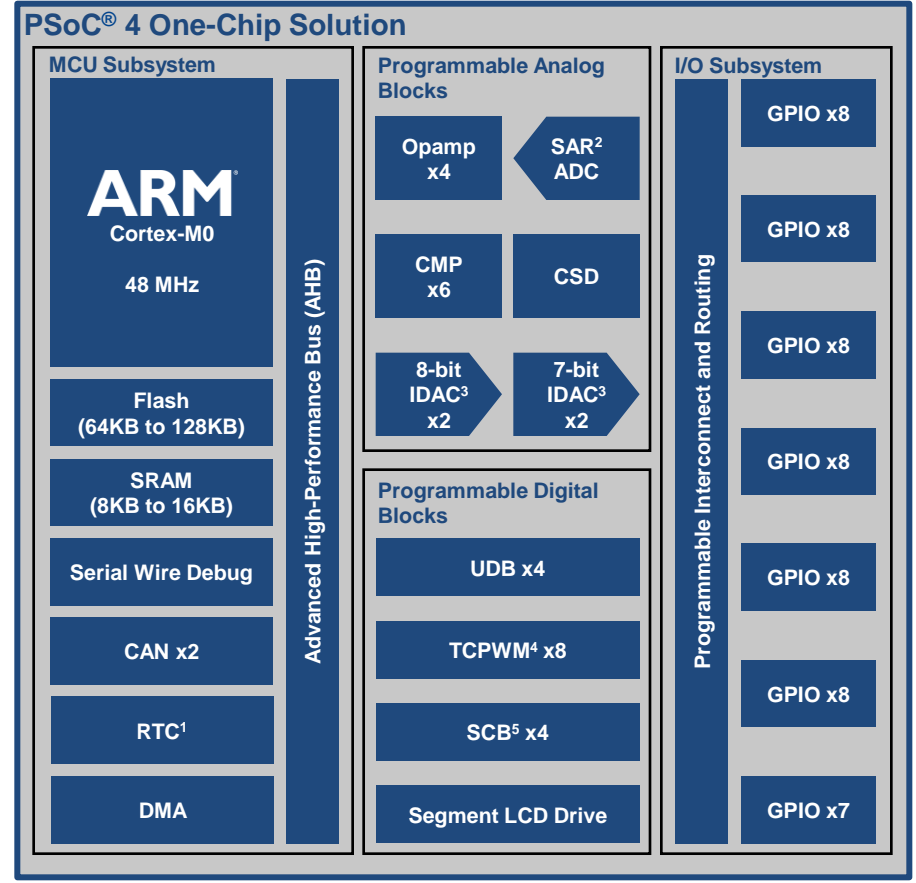 PSoC® 4 One-Chip Solution
MCU Subsystem
ARM®
Cortex-M0
48 MHz
Flash
(64KB to 128KB)
SRAM
(8KB to 16KB)
Serial Wire Debug
CAN x2
RTC¹
DMA
Advanced High-Performance Bus (AHB)
Programmable Analog
Blocks
Opamp
x4
SAR²
ADC
CMP
x6
CSD
8-bit
IDAC³
x2
7-bit
IDAC³
x2
Programmable Digital
Blocks
UDB x4
TCPWM⁴ x8
SCB⁵ x4
Segment LCD Drive
I/O Subsystem
Programmable Interconnect and Routing
GPIO x8
GPIO x8
GPIO x8
GPIO x8
GPIO x8
GPIO x8
GPIO x7